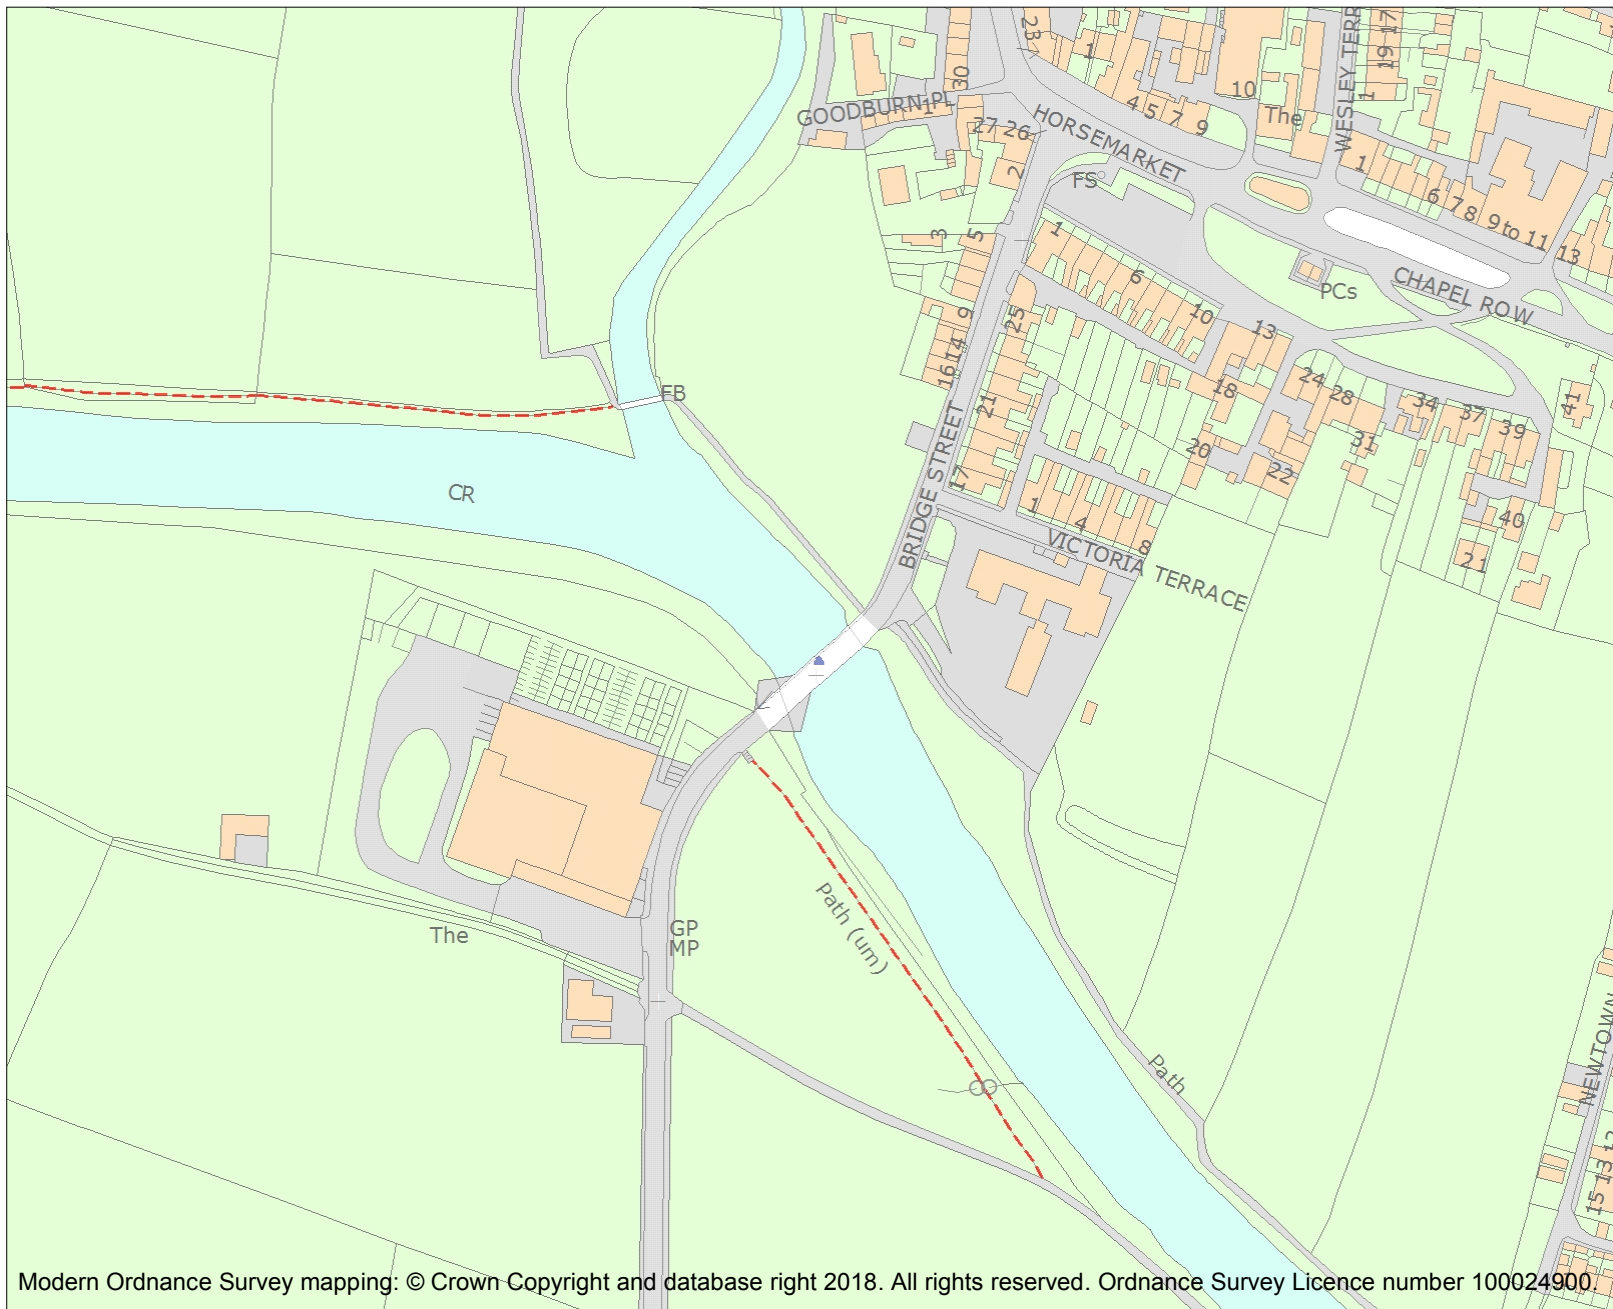 23
1
30
GOODBURN PL
1
27 26
2
HORSEMARKET
4 5 7 9
10
The
WESLEY TERR
19 17
1
1
6 7 8 9 to 11 13
FS
3
5
1
6
10
13
PCs
CHAPEL ROW
9
25
16 14
21
17
BRIDGE STREET
18
24 28
34 37 39
41
31
20
22
40
2 1
FB
CR
1
4
8
VICTORIA TERRACE
The
GP
MP
Path (um)
Path
NEWTOWN
15 13 12
Modern Ordnance Survey mapping: © Crown Copyright and database right 2018. All rights reserved. Ordnance Survey Licence number 100024900.